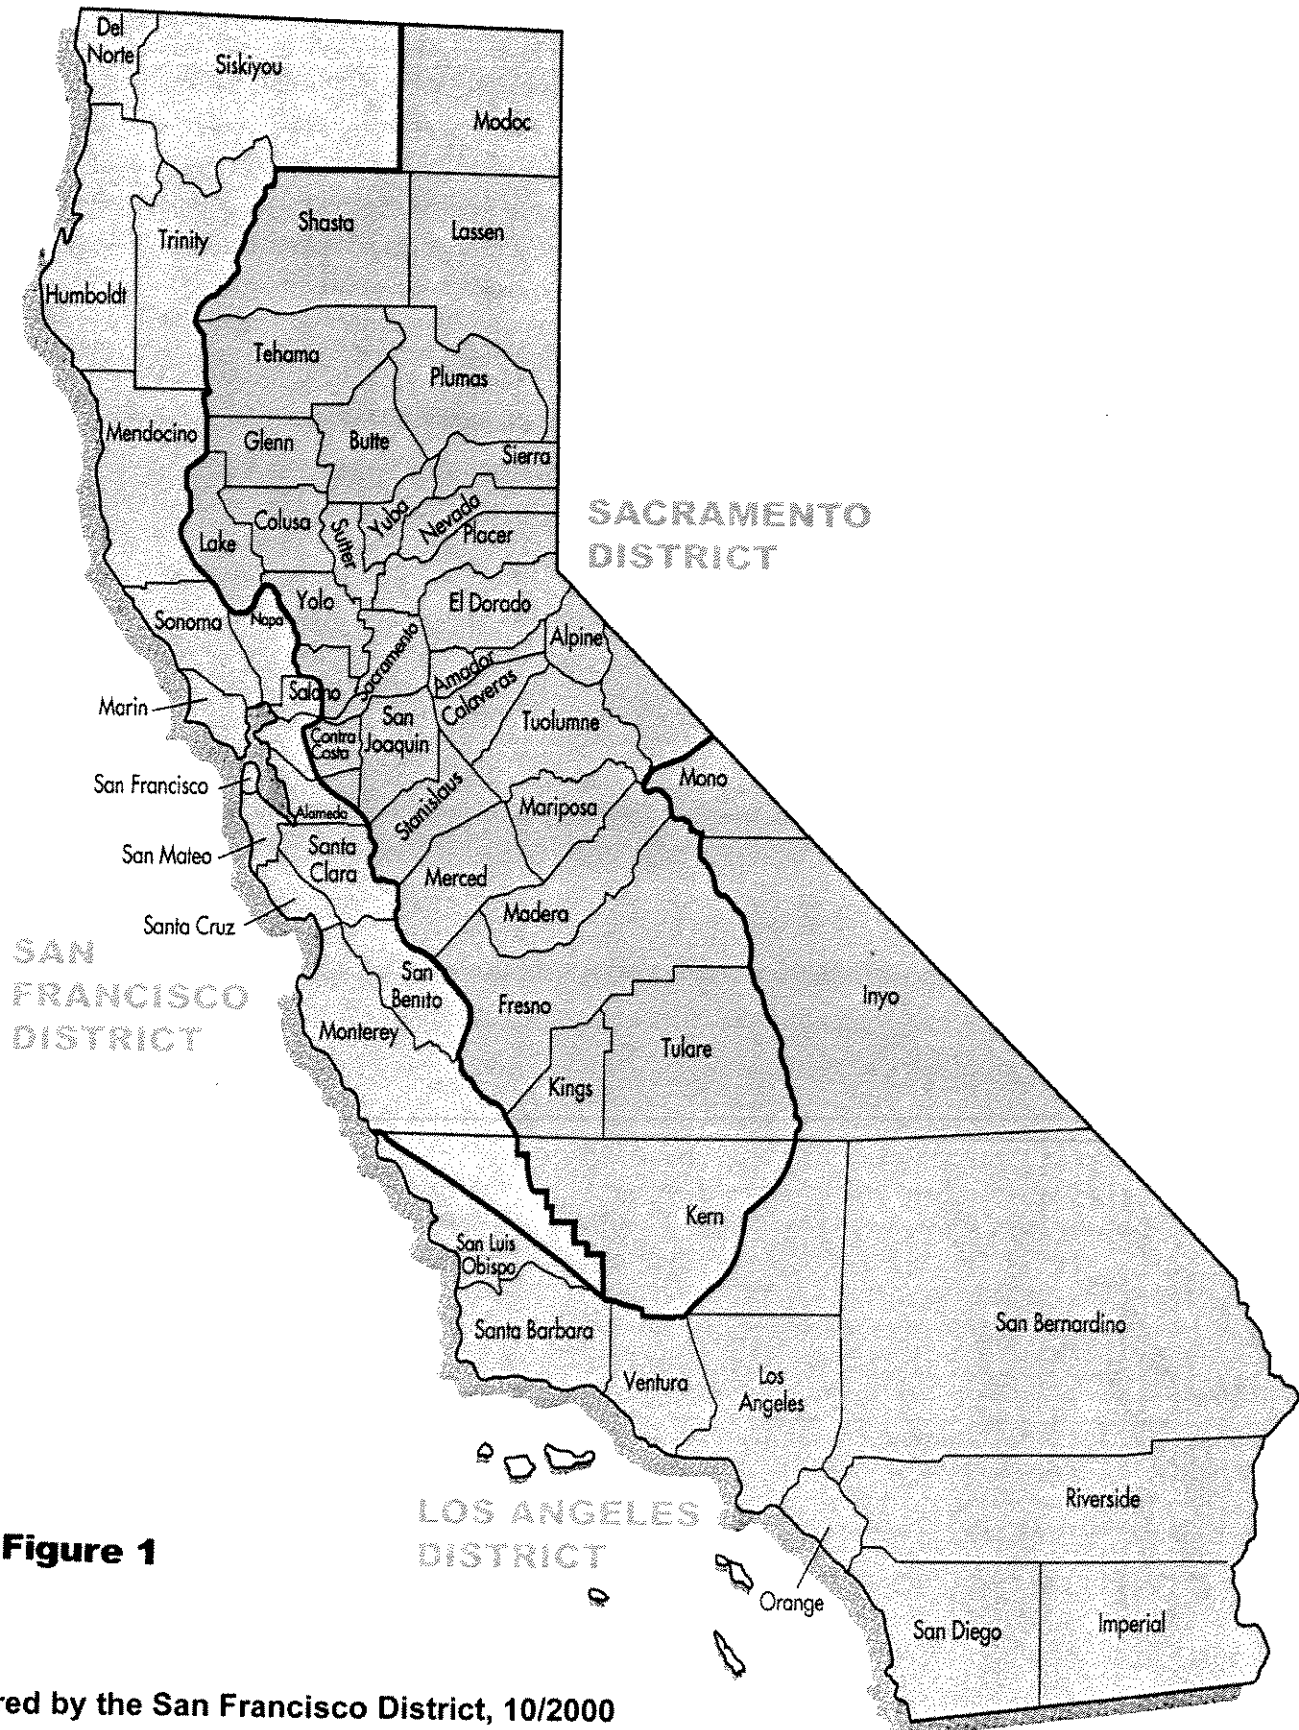 Del
Norte
Siskiyou
Modoc
Shasta
Lassen
Trinity
Humboldt
Tehama
Plumas
Mendocino
Glenn
Butte
Sierra
Colusa
Sutter
Yuba
Nevada
Placer
Lake
SACRAMENTO
DISTRICT
Yolo
El Dorado
Sonoma
Napa
Sacramento
Alpine
Amador
Solano
Calaveras
Marin
San
Joaquin
Tuolumne
Contra
Costa
Mono
San Francisco
Stanislaus
Mariposa
Alameda
San Mateo
Santa
Clara
Merced
Madera
Santa Cruz
SAN
FRANCISCO
DISTRICT
San
Benito
Fresno
Inyo
Monterey
Tulare
Kings
Kern
San Luis
Obispo
Santa Barbara
San Bernardino
Ventura
Los
Angeles
LOS ANGELES
DISTRICT
Riverside
Figure 1
Orange
San Diego
Imperial
red by the San Francisco District, 10/2000